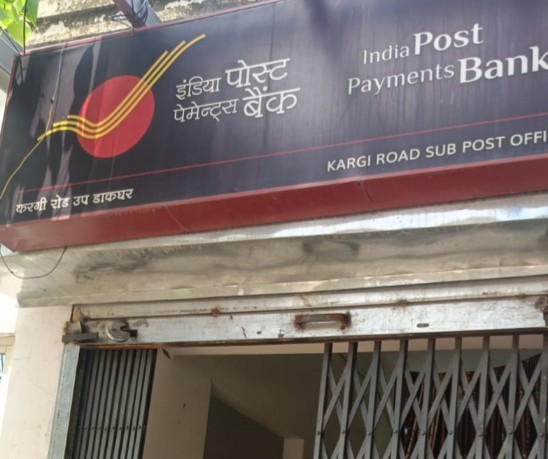 इंडिया पोस्ट
पेमेन्ट्स बैंक
India Post
Payments Bank
KARGI ROAD SUB POST OFFI
करगी रोड उप डाकघर